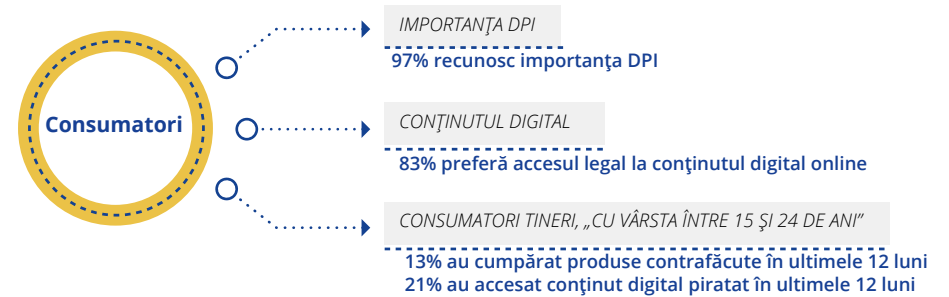 Consumatori
IMPORTANŢA DPI
97% recunosc importanţa DPI
CONŢINUTUL DIGITAL
83% preferă accesul legal la conţinutul digital online
CONSUMATORI TINERI, „CU VÂRSTA ÎNTRE 15 ŞI 24 DE ANI”
13% au cumpărat produse contrafăcute în ultimele 12 luni
21% au accesat conţinut digital piratat în ultimele 12 luni